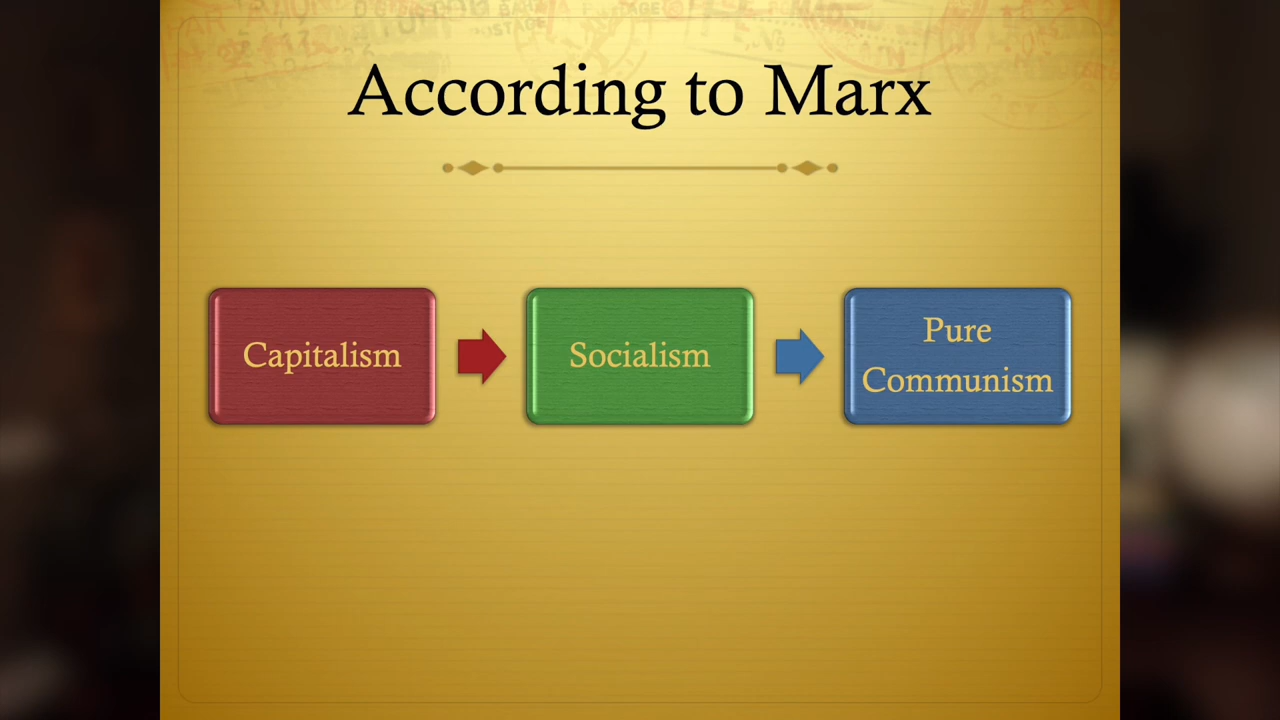 According to Marx
Capitalism
Socialism
Pure
Communism